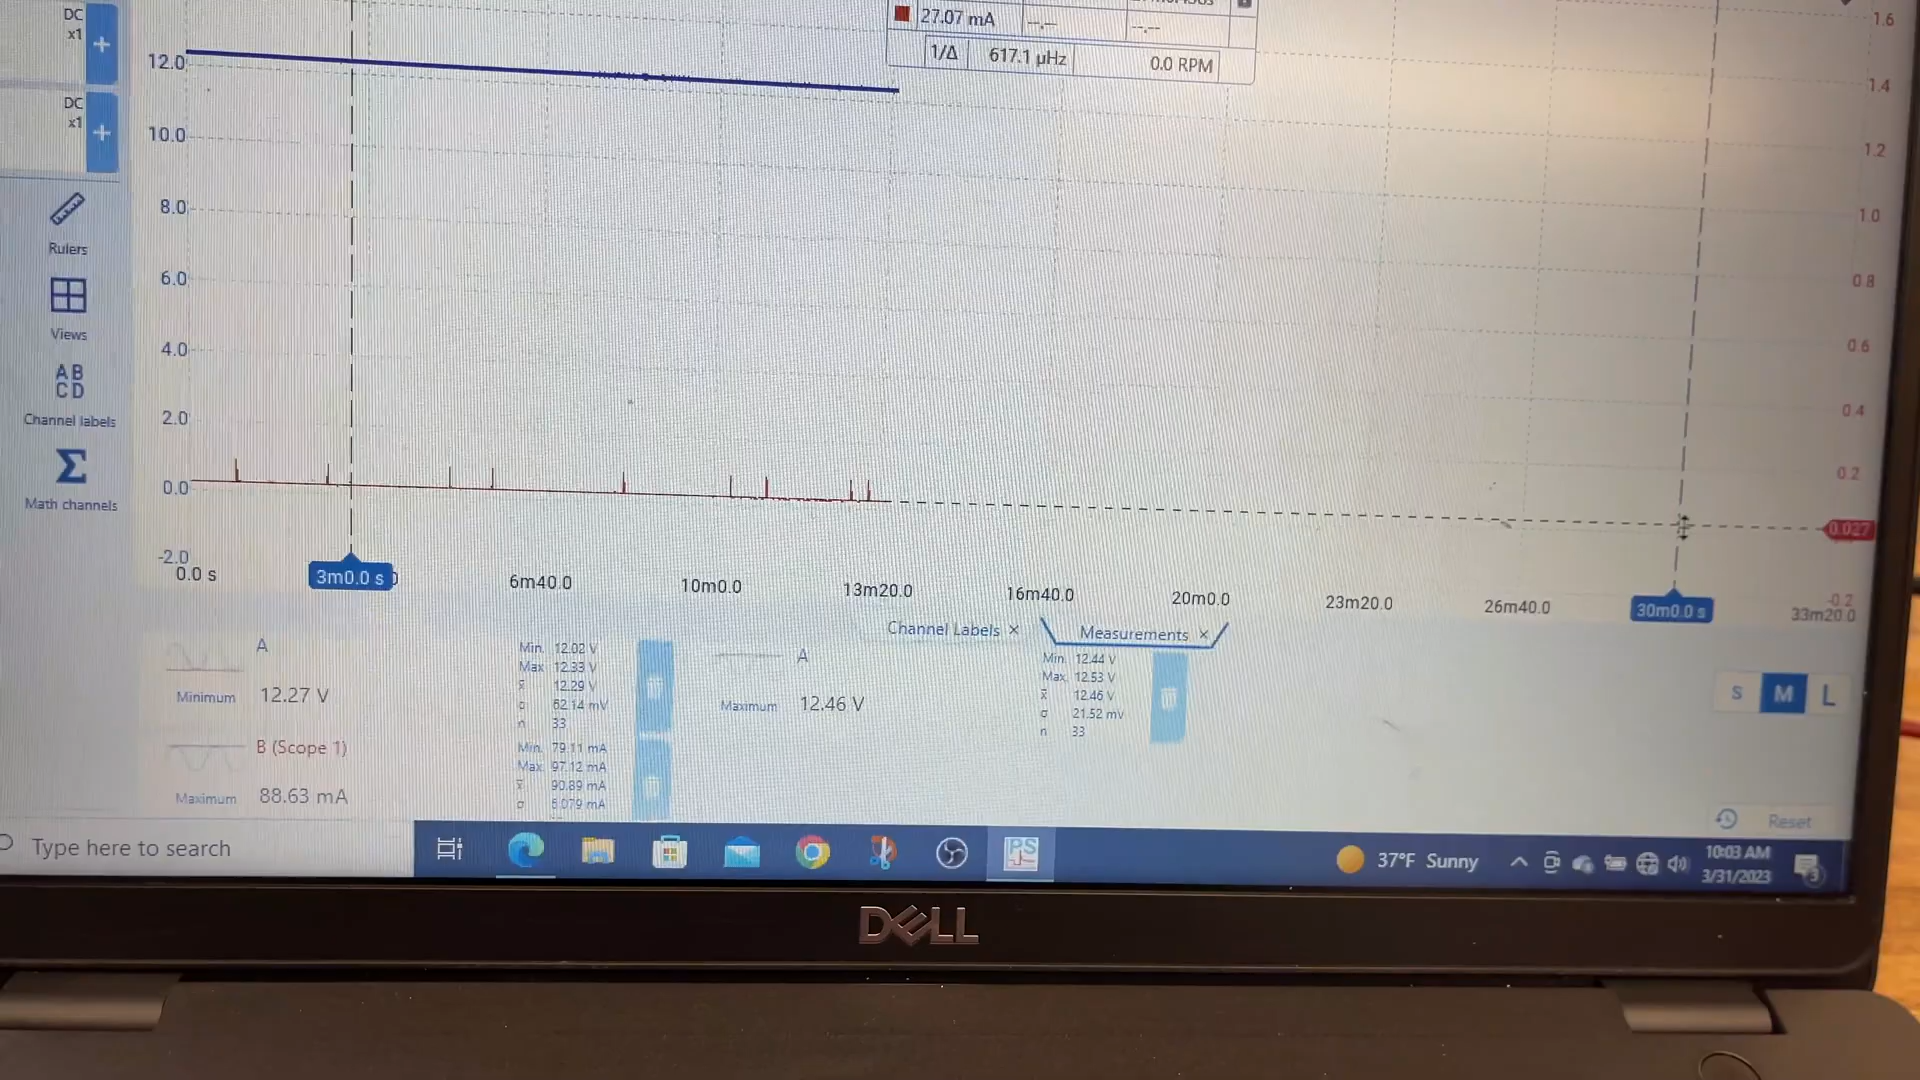 DC
x1
+
DC
x1
+
27.07 mA --.-- --.--
1/Δ 617.1 μHz 0.0 RPM
12.0
10.0
8.0
6.0
4.0
2.0
0.0
-2.0
1.6
1.4
1.2
1.0
0.8
0.6
0.4
0.2
0.027
-0.2
Rulers
Views
AB
CD
Channel labels
Σ
Math channels
0.0 s
3m0.0 s
6m40.0
10m0.0
13m20.0
16m40.0
20m0.0
23m20.0
26m40.0
30m0.0 s
33m20.0
Channel Labels ×
Measurements ×
A
Minimum 12.27 V
Min. 12.02 V
Max 12.33 V
x̄ 12.29 V
σ 62.14 mV
n 33
A
Maximum 12.46 V
Min. 12.44 V
Max. 12.53 V
x̄ 12.46 V
σ 21.52 mV
n 33
B (Scope 1)
Maximum 88.63 mA
Min. 79.11 mA
Max 97.12 mA
x̄ 90.89 mA
σ 5.079 mA
S M L
Reset
Type here to search
PS
37°F Sunny
10:03 AM
3/31/2023
3
DELL